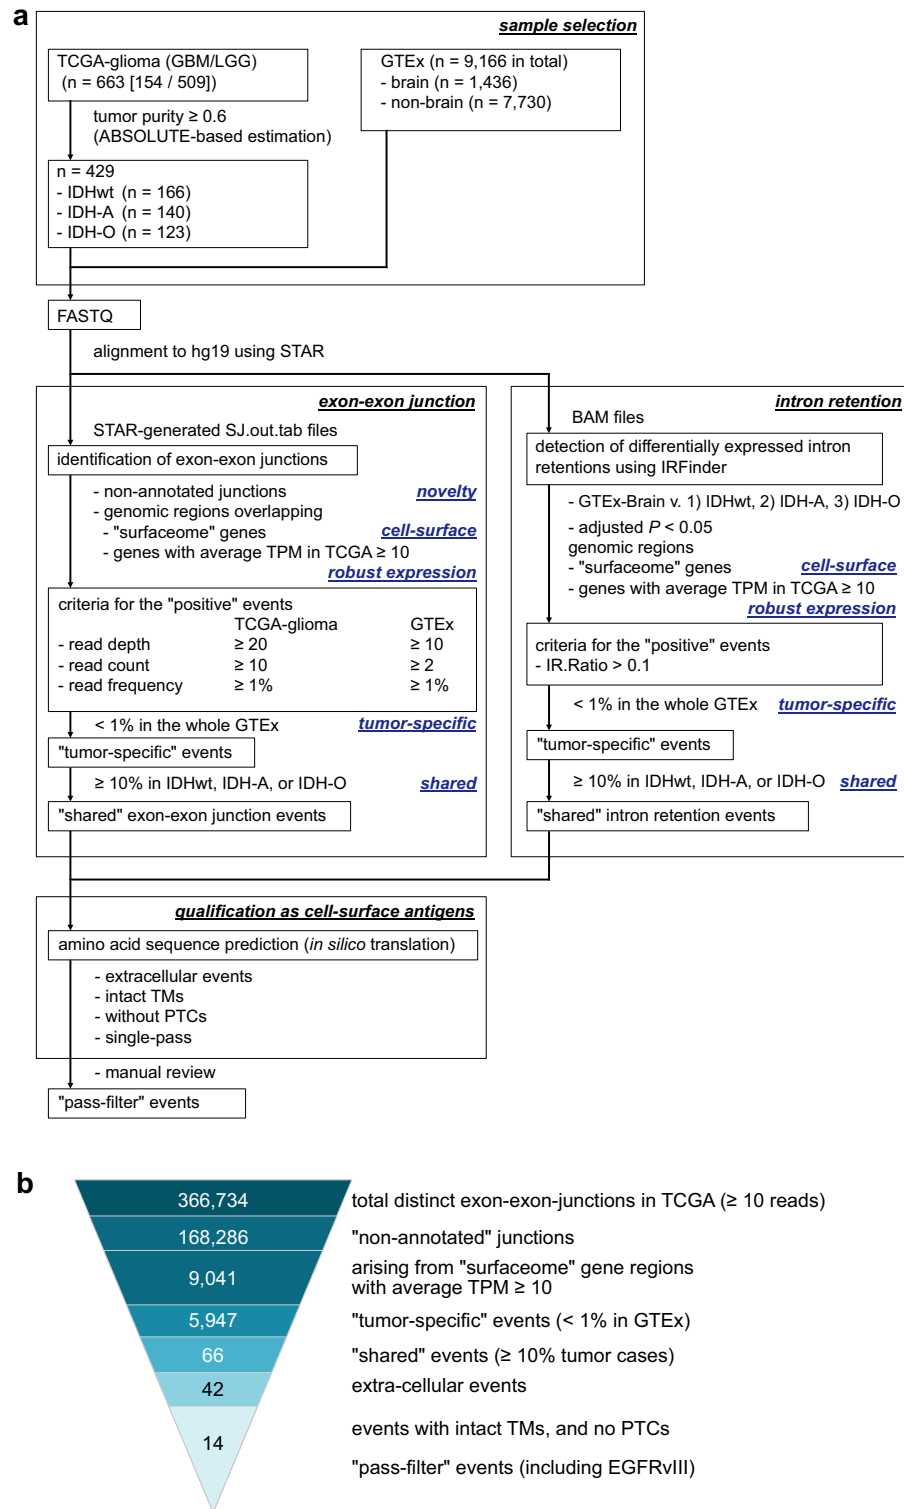 a
sample selection
TCGA-glioma (GBM/LGG)
(n = 663 [154 / 509])
GTEx (n = 9,166 in total)
- brain (n = 1,436)
- non-brain (n = 7,730)
tumor purity ≥ 0.6
(ABSOLUTE-based estimation)
n = 429
- IDHwt (n = 166)
- IDH-A (n = 140)
- IDH-O (n = 123)
FASTQ
alignment to hg19 using STAR
exon-exon junction
STAR-generated SJ.out.tab files
identification of exon-exon junctions
- non-annotated junctions novelty
- genomic regions overlapping
- "surfaceome" genes cell-surface
- genes with average TPM in TCGA ≥ 10
robust expression
criteria for the "positive" events
TCGA-glioma GTEx
- read depth ≥ 20 ≥ 10
- read count ≥ 10 ≥ 2
- read frequency ≥ 1% ≥ 1%
< 1% in the whole GTEx tumor-specific
"tumor-specific" events
≥ 10% in IDHwt, IDH-A, or IDH-O shared
"shared" exon-exon junction events
intron retention
BAM files
detection of differentially expressed intron
retentions using IRFinder
- GTEx-Brain v. 1) IDHwt, 2) IDH-A, 3) IDH-O
- adjusted P < 0.05
genomic regions
- "surfaceome" genes cell-surface
- genes with average TPM in TCGA ≥ 10
robust expression
criteria for the "positive" events
- IR.Ratio > 0.1
< 1% in the whole GTEx tumor-specific
"tumor-specific" events
≥ 10% in IDHwt, IDH-A, or IDH-O shared
"shared" intron retention events
qualification as cell-surface antigens
amino acid sequence prediction (in silico translation)
- extracellular events
- intact TMs
- without PTCs
- single-pass
- manual review
"pass-filter" events
b
366,734 total distinct exon-exon-junctions in TCGA (≥ 10 reads)
168,286 "non-annotated" junctions
9,041 arising from "surfaceome" gene regions
with average TPM ≥ 10
5,947 "tumor-specific" events (< 1% in GTEx)
66 "shared" events (≥ 10% tumor cases)
42 extra-cellular events
14 events with intact TMs, and no PTCs
"pass-filter" events (including EGFRvIII)